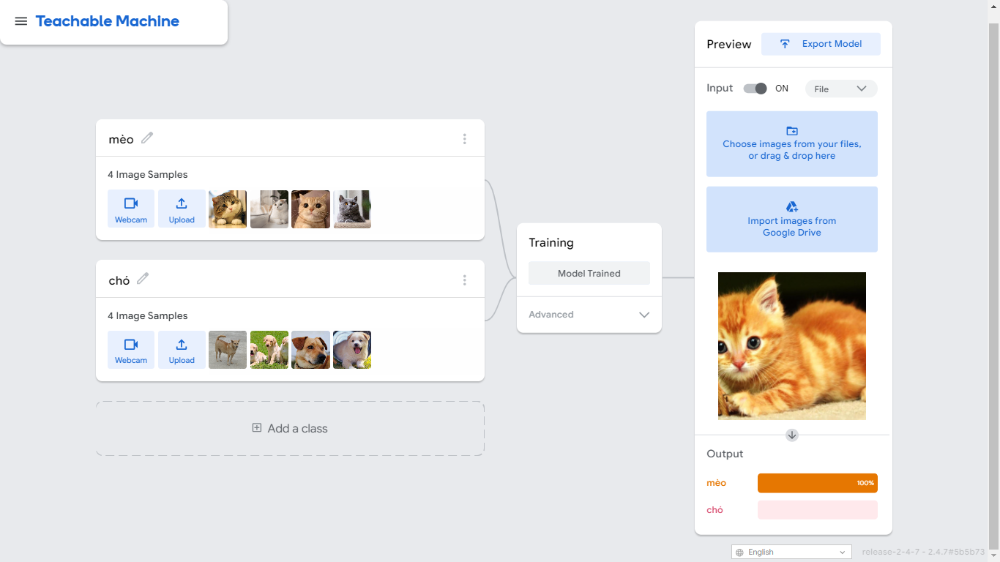 Teachable Machine
mèo
4 Image Samples
Webcam
Upload
chó
4 Image Samples
Webcam
Upload
Add a class
Training
Model Trained
Advanced
Preview
Export Model
Input
ON
File
Choose images from your files,
or drag & drop here
Import images from
Google Drive
Output
mèo
100%
chó
English
release-2-4-7 - 2.4.7#5b5b73